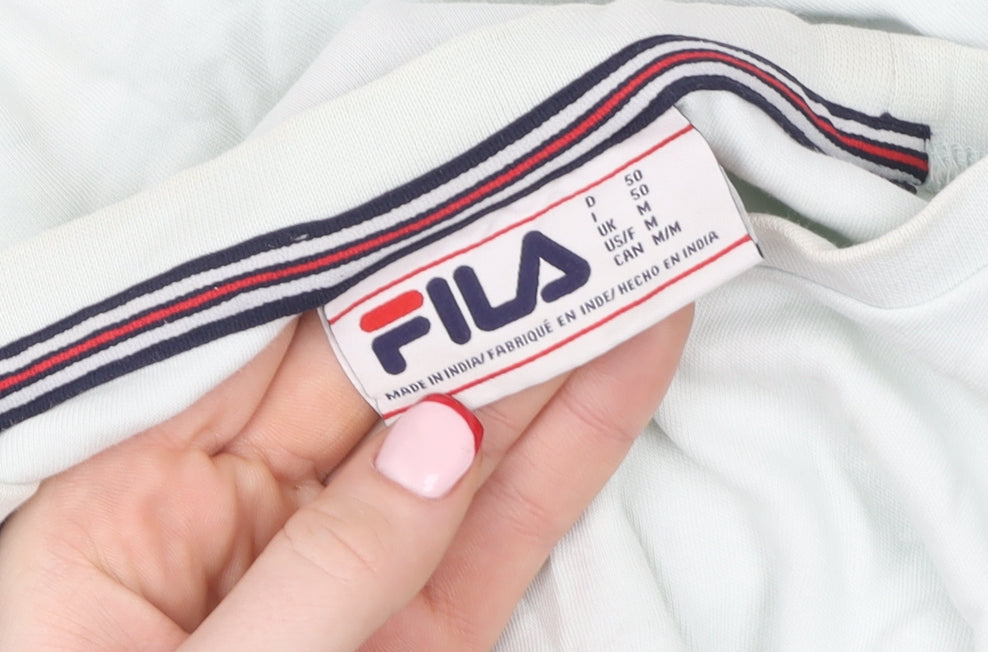 FILA
D 50
I 50
UK M
US/F M
CAN M/M
MADE IN INDIA/ FABRIQUÉ EN INDE/ HECHO EN INDIA